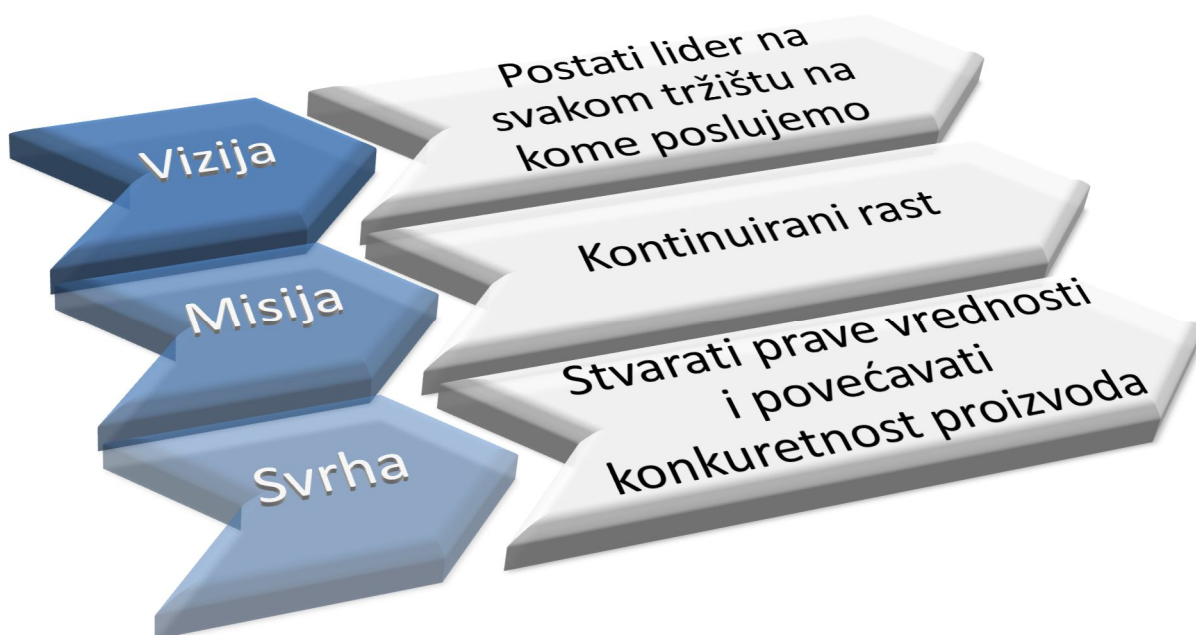 Vizija
Postati lider na
svakom tržištu na
kome poslujemo
Misija
Kontinuirani rast
Svrha
Stvarati prave vrednosti
i povećavati
konkuretnost proizvoda